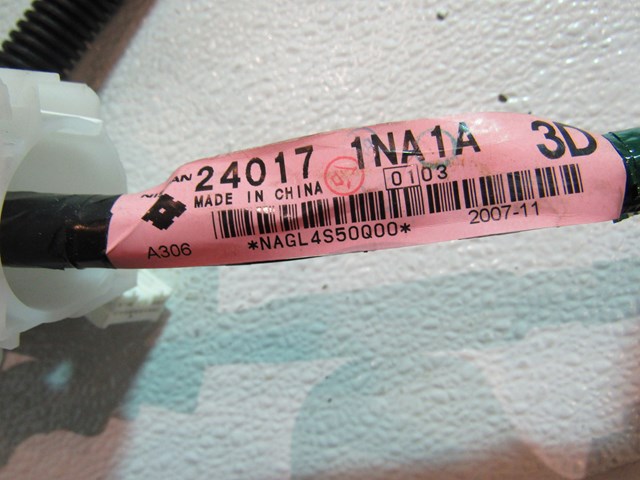 24017 1NA1A 3D
MADE IN CHINA 0103
A306 *NAGL4S50Q00* 2007-11